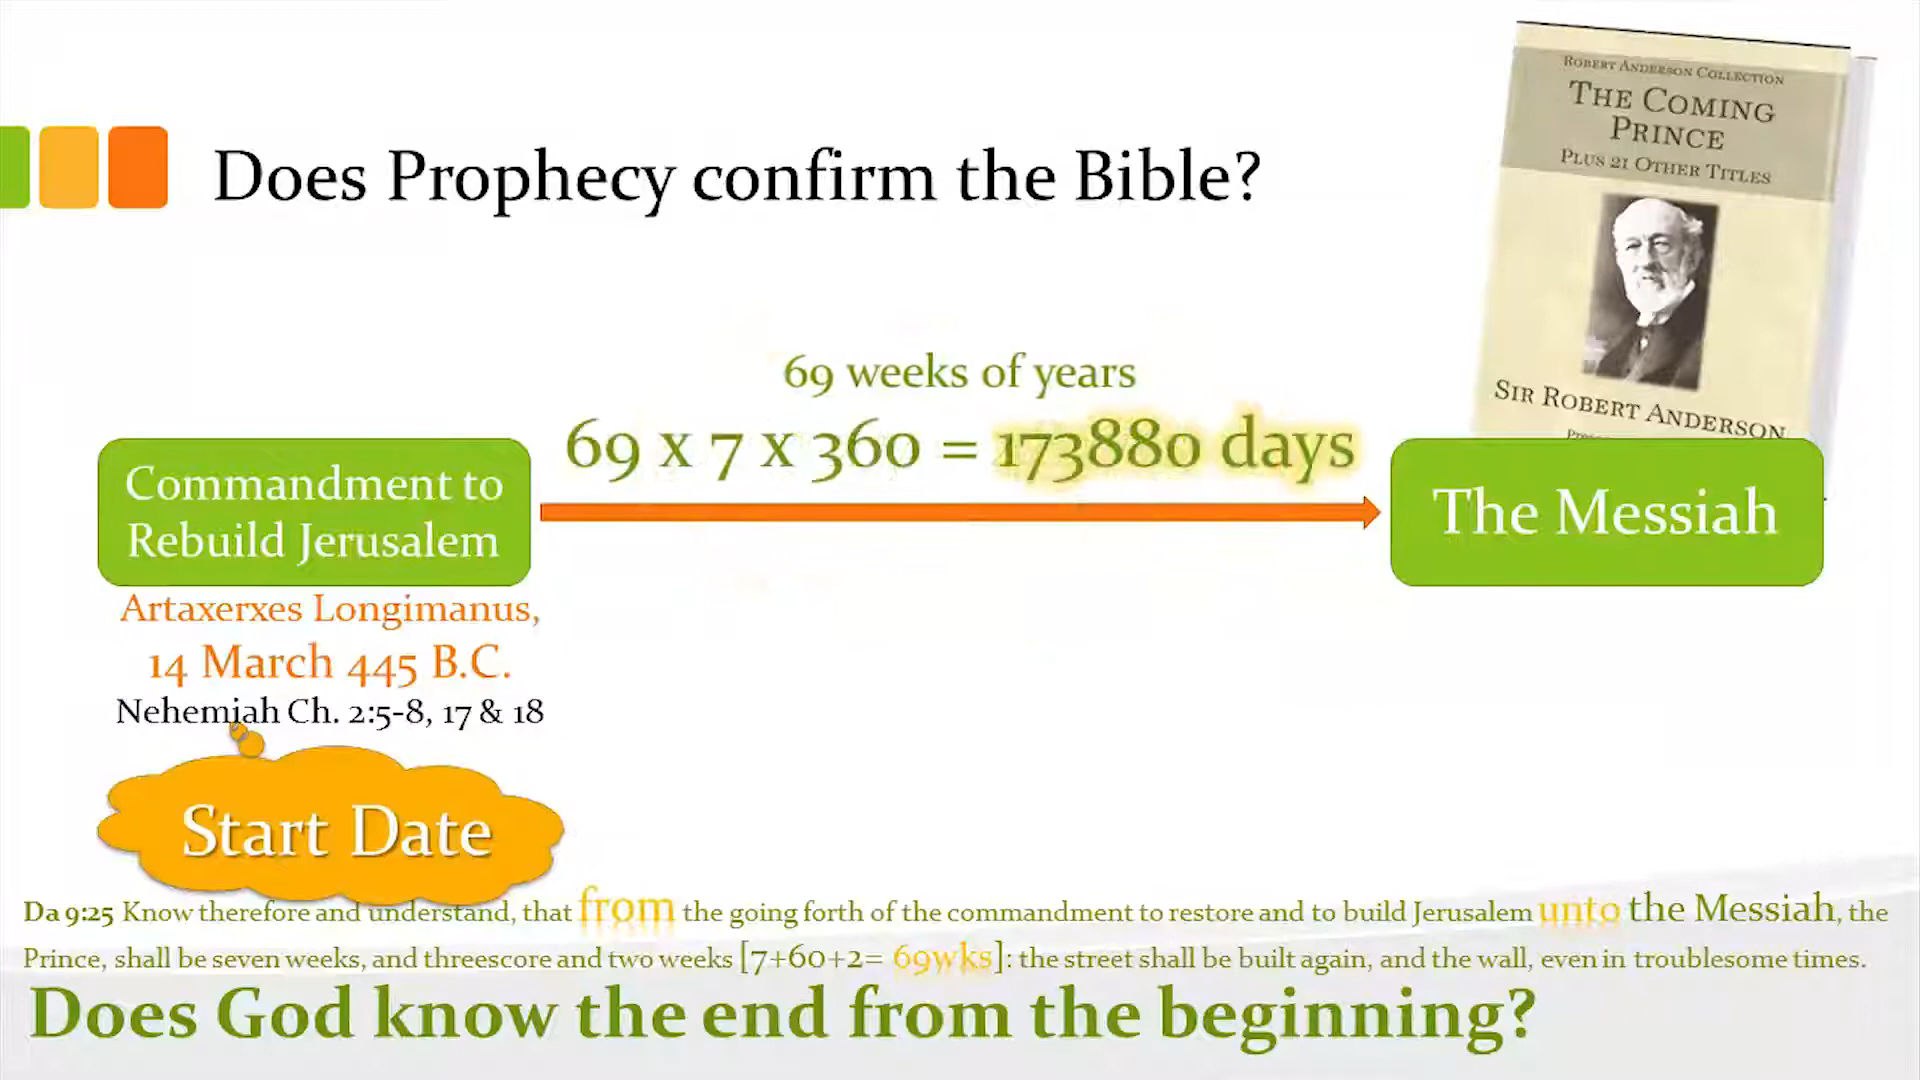 Robert Anderson Collection
The Coming
Prince
Plus 21 Other Titles
Sir Robert Anderson
Does Prophecy confirm the Bible?
69 weeks of years
69 x 7 x 360 = 173880 days
Commandment to
Rebuild Jerusalem
The Messiah
Artaxerxes Longimanus,
14 March 445 B.C.
Nehemiah Ch. 2:5-8, 17 & 18
Start Date
Da 9:25 Know therefore and understand, that from the going forth of the commandment to restore and to build Jerusalem unto the Messiah, the
Prince, shall be seven weeks, and threescore and two weeks [7+60+2= 69wks]: the street shall be built again, and the wall, even in troublesome times.
Does God know the end from the beginning?